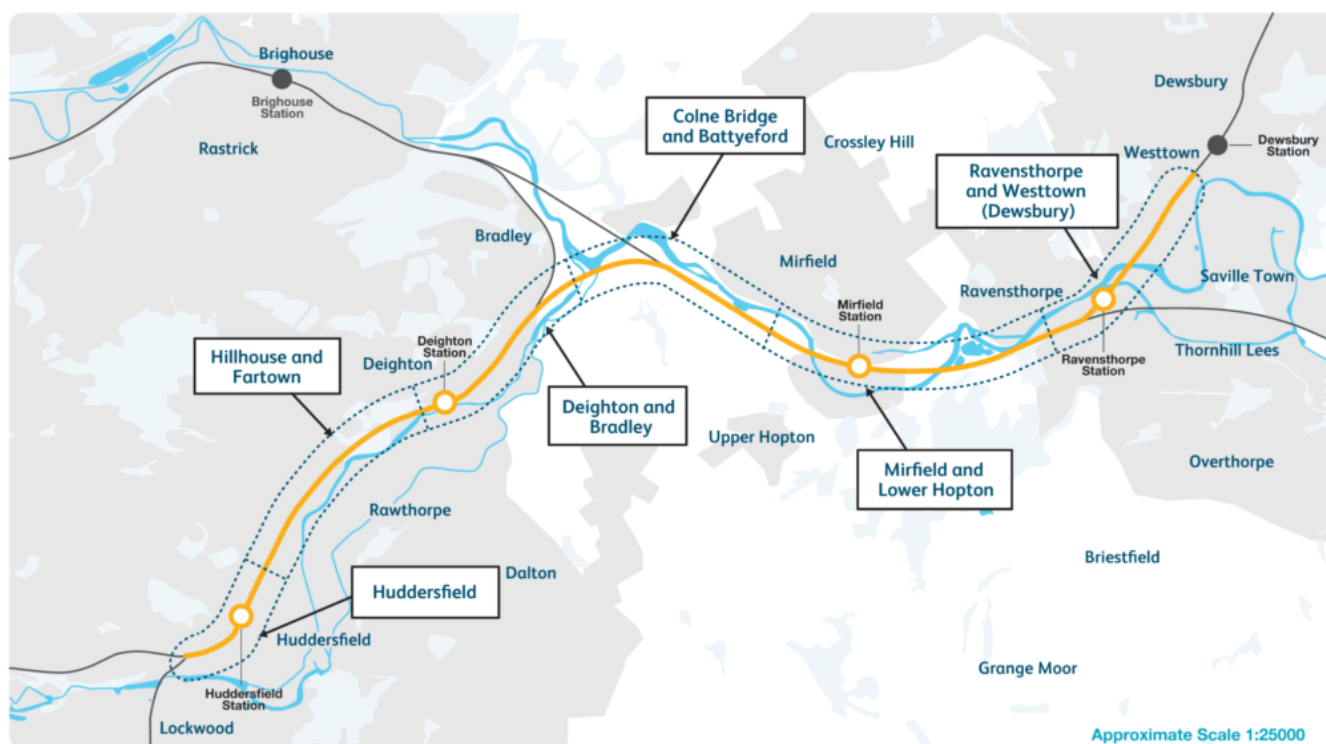 Brighouse
Brighouse
Station
Rastrick
Colne Bridge
and Battyeford
Crossley Hill
Dewsbury
Dewsbury
Station
Westtown
Ravensthorpe
and Westtown
(Dewsbury)
Bradley
Mirfield
Mirfield
Station
Ravensthorpe
Saville Town
Ravensthorpe
Station
Thornhill Lees
Hillhouse and
Fartown
Deighton
Deighton
Station
Deighton and
Bradley
Upper Hopton
Mirfield and
Lower Hopton
Overthorpe
Rawthorpe
Briestfield
Dalton
Huddersfield
Huddersfield
Huddersfield
Station
Grange Moor
Lockwood
Approximate Scale 1:25000